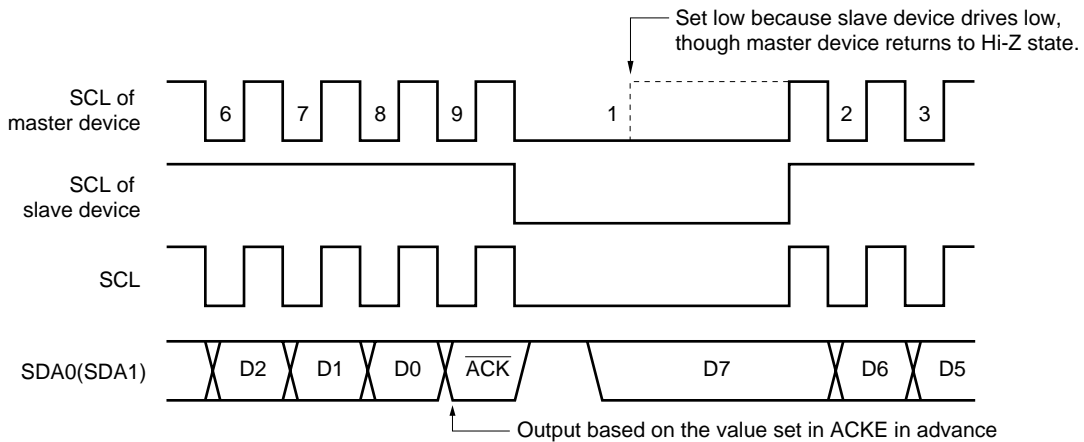 Set low because slave device drives low,
though master device returns to Hi-Z state.
SCL of
master device
6 7 8 9 1 2 3
SCL of
slave device
SCL
SDA0(SDA1)
D2 D1 D0 ACK D7 D6 D5
Output based on the value set in ACKE in advance